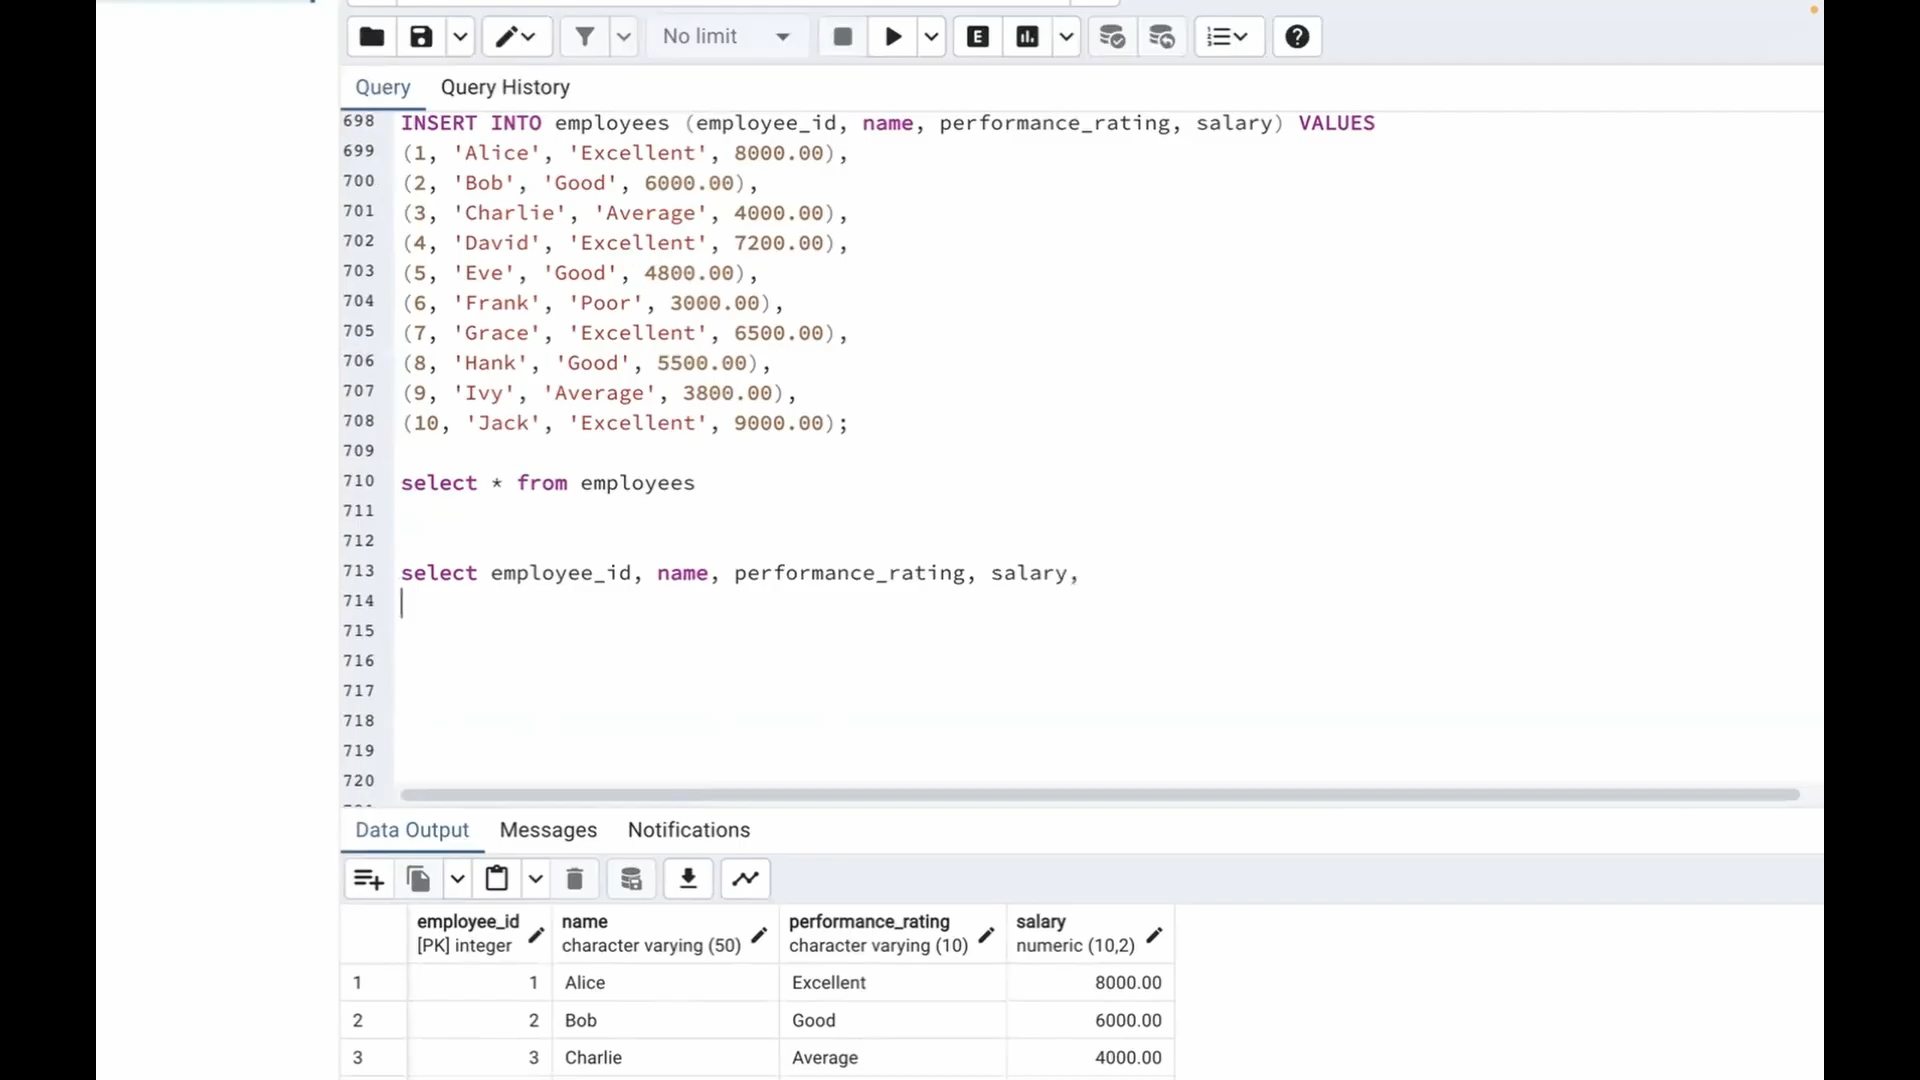 No limit
Query Query History
698 INSERT INTO employees (employee_id, name, performance_rating, salary) VALUES
699 (1, 'Alice', 'Excellent', 8000.00),
700 (2, 'Bob', 'Good', 6000.00),
701 (3, 'Charlie', 'Average', 4000.00),
702 (4, 'David', 'Excellent', 7200.00),
703 (5, 'Eve', 'Good', 4800.00),
704 (6, 'Frank', 'Poor', 3000.00),
705 (7, 'Grace', 'Excellent', 6500.00),
706 (8, 'Hank', 'Good', 5500.00),
707 (9, 'Ivy', 'Average', 3800.00),
708 (10, 'Jack', 'Excellent', 9000.00);
709
710 select * from employees
711
712
713 select employee_id, name, performance_rating, salary,
714
715
716
717
718
719
720
Data Output Messages Notifications
employee_id name performance_rating salary
[PK] integer character varying (50) character varying (10) numeric (10,2)
1 1 Alice Excellent 8000.00
2 2 Bob Good 6000.00
3 3 Charlie Average 4000.00